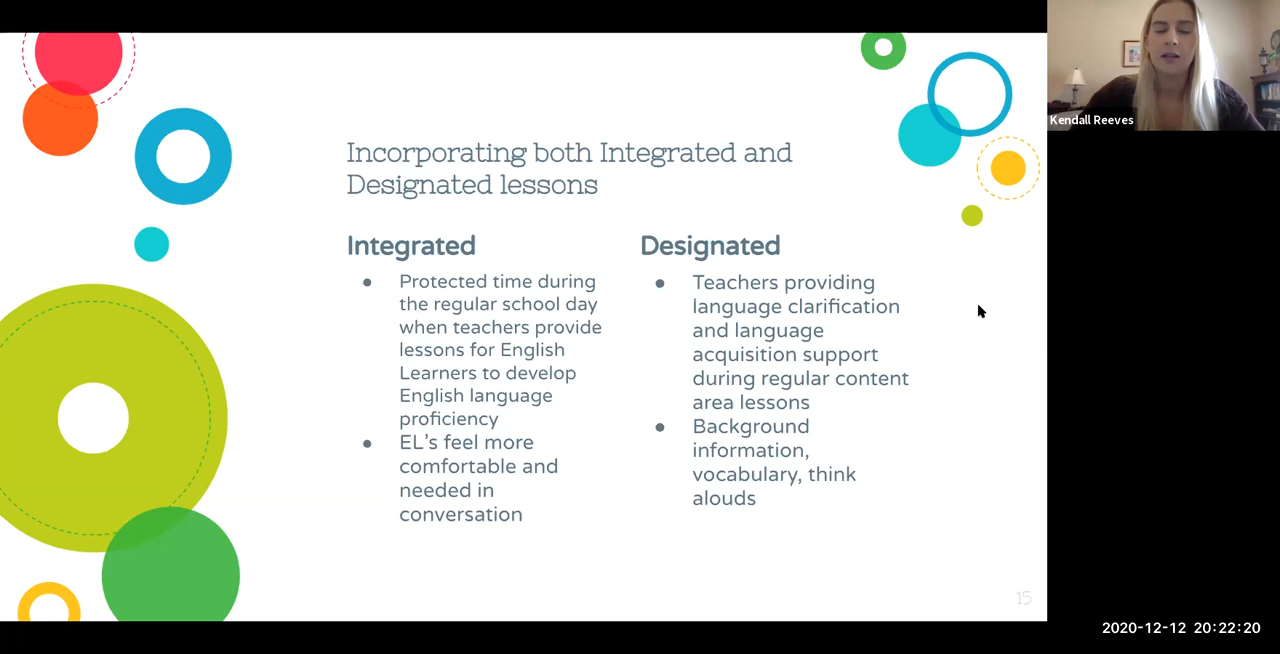 Incorporating both Integrated and
Designated lessons
Integrated
● Protected time during
the regular school day
when teachers provide
lessons for English
Learners to develop
English language
proficiency
● EL’s feel more
comfortable and
needed in
conversation
Designated
● Teachers providing
language clarification
and language
acquisition support
during regular content
area lessons
● Background
information,
vocabulary, think
alouds
15
Kendall Reeves
2020-12-12 20:22:20